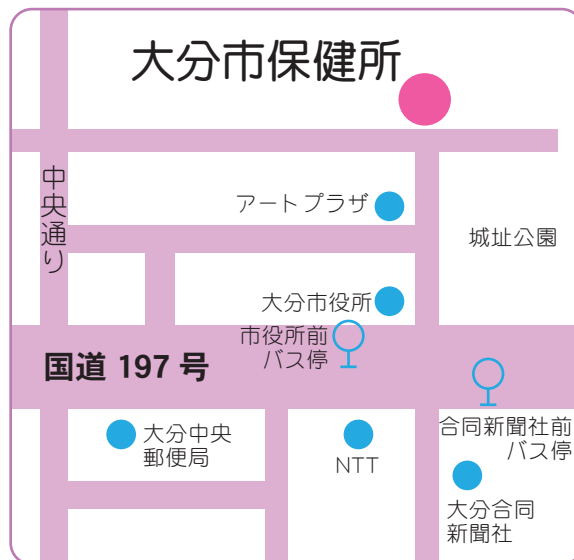 大分市保健所
中央通り
アートプラザ
城址公園
大分市役所
市役所前
バス停
国道 197 号
大分中央
郵便局
NTT
合同新聞社前
バス停
大分合同
新聞社